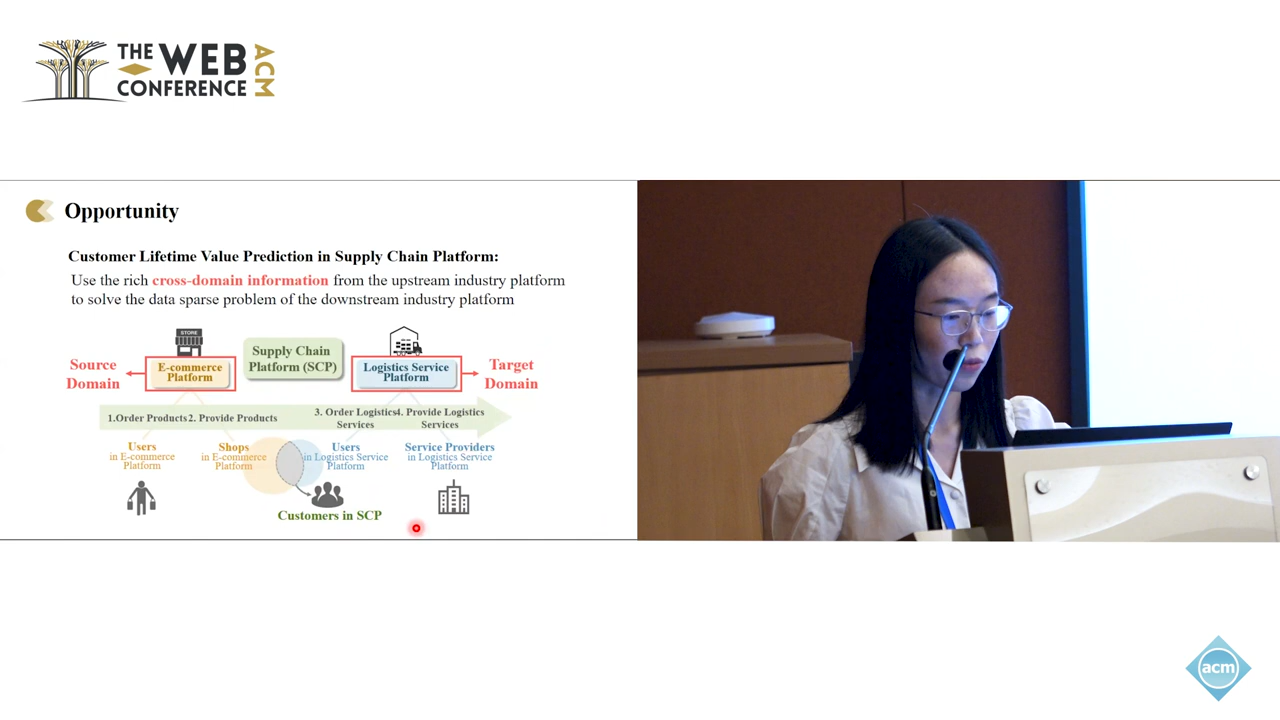 THE WEB
CONFERENCE
ACM
Opportunity
Customer Lifetime Value Prediction in Supply Chain Platform:
Use the rich cross-domain information from the upstream industry platform
to solve the data sparse problem of the downstream industry platform
STORE
Source
Domain
E-commerce
Platform
Supply Chain
Platform (SCP)
Logistics Service
Platform
Target
Domain
1.Order Products
2. Provide Products
3. Order Logistics
Services
4. Provide Logistics
Services
Users
in E-commerce
Platform
Shops
in E-commerce
Platform
Users
in Logistics Service
Platform
Service Providers
in Logistics Service
Platform
Customers in SCP
acm